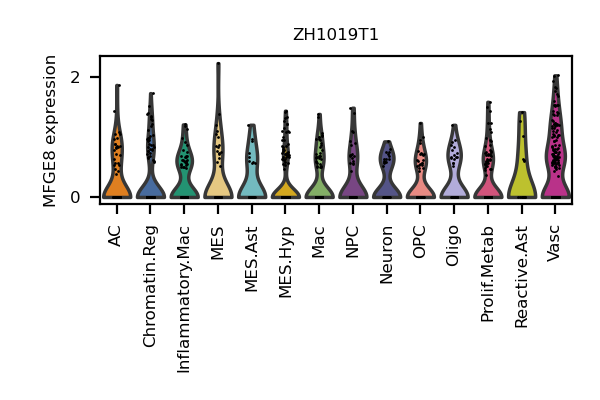 ZH1019T1
MFGE8 expression
2
0
AC
Chromatin.Reg
Inflammatory.Mac
MES
MES.Ast
MES.Hyp
Mac
NPC
Neuron
OPC
Oligo
Prolif.Metab
Reactive.Ast
Vasc